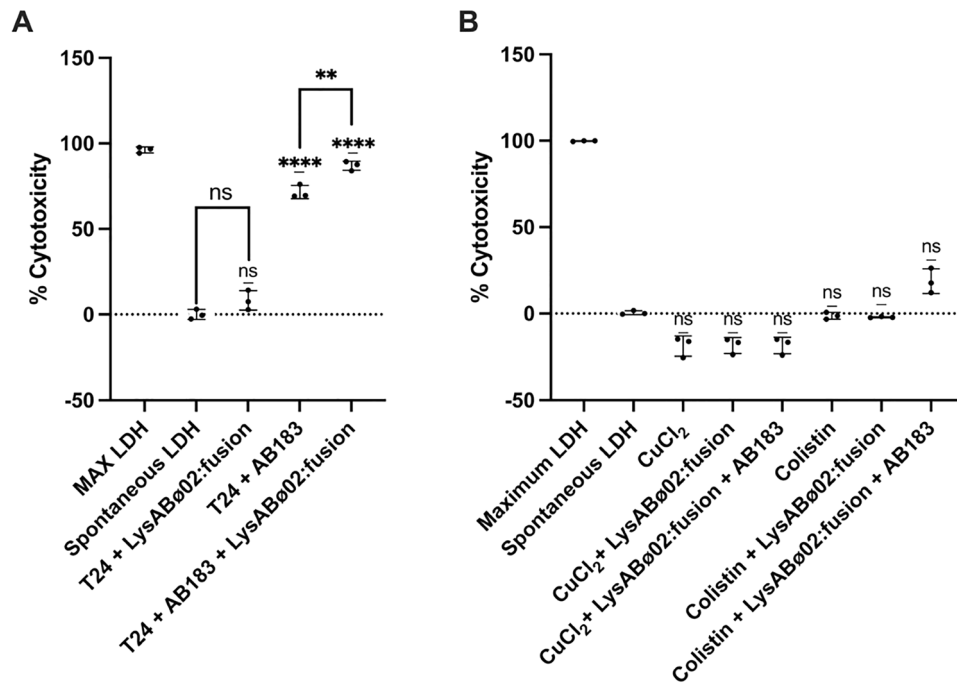 A
150
100
50
0
-50
% Cytotoxicity
ns
ns
****
**
****
MAX LDH
Spontaneous LDH
T24 + LysABø02:fusion
T24 + AB183
T24 + AB183 + LysABø02:fusion
B
150
100
50
0
-50
% Cytotoxicity
ns
ns
ns
ns
ns
ns
Maximum LDH
Spontaneous LDH
CuCl₂
CuCl₂+ LysABø02:fusion
CuCl₂+ LysABø02:fusion + AB183
Colistin
Colistin + LysABø02:fusion
Colistin + LysABø02:fusion + AB183